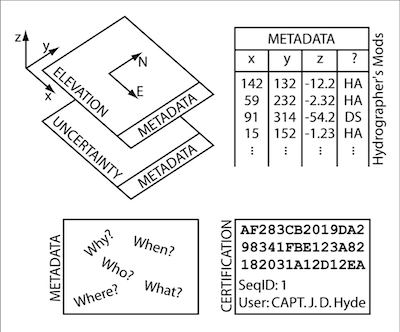 z
y
x
N
E
ELEVATION
METADATA
UNCERTAINTY
METADATA
METADATA
x y z ?
142 132 -12.2 HA
59 232 -2.32 HA
91 314 -54.2 DS
15 152 -1.23 HA
⋮ ⋮ ⋮ ⋮
Hydrographer's Mods
METADATA
Why?
When?
Who?
What?
Where?
CERTIFICATION
AF283CB2019DA2
98341FBE123A82
182031A12D12EA
SeqID: 1
User: CAPT. J. D. Hyde